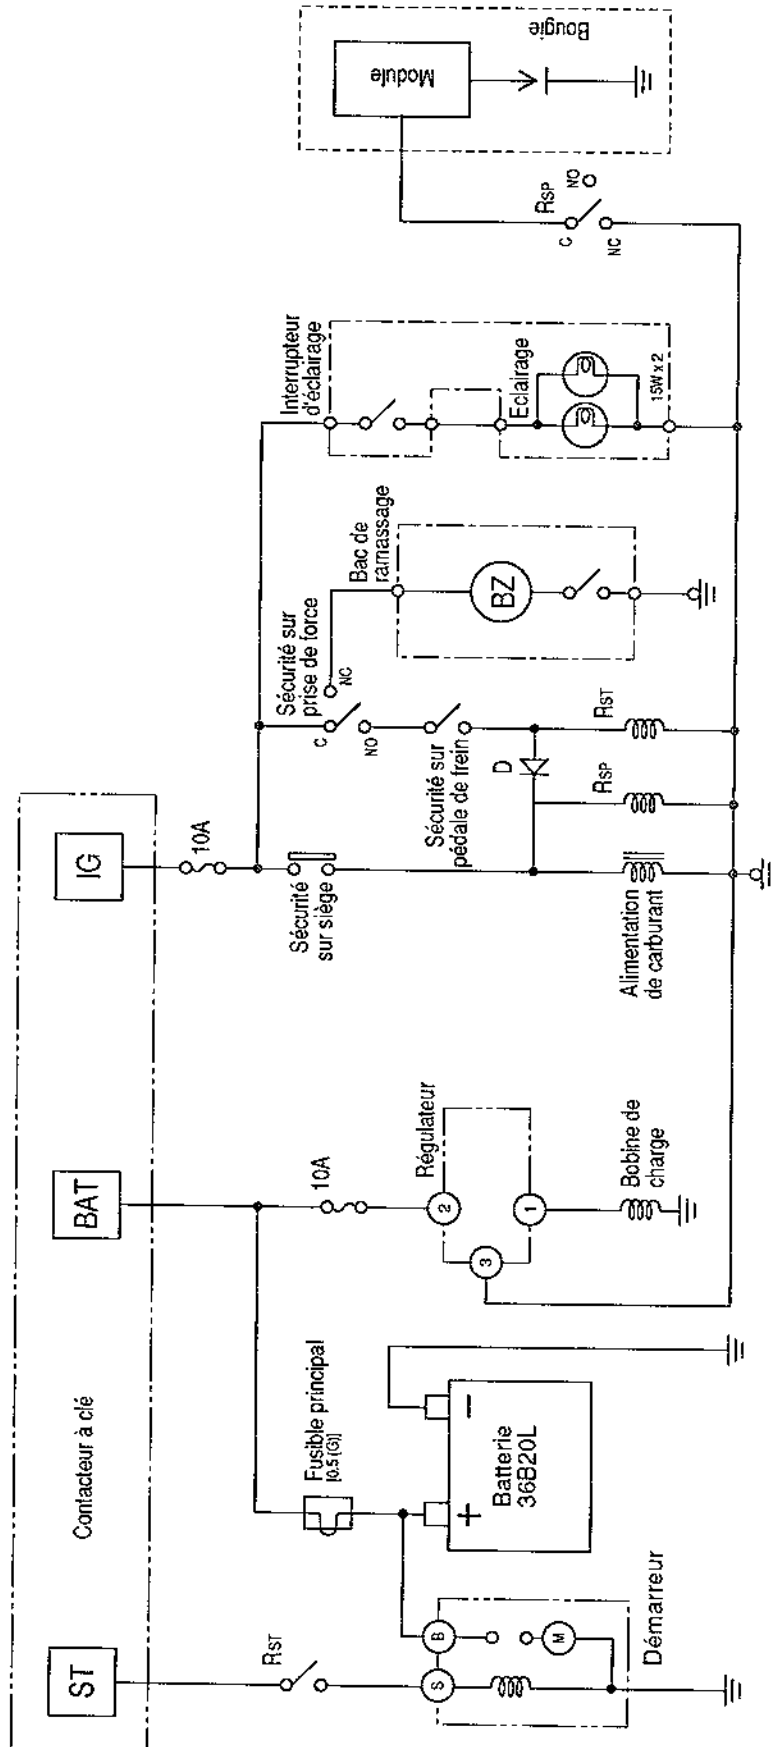 Contacteur à clé
ST
BAT
IG
RST
Fusible principal
[0.5 (G)]
10A
10A
S
B
M
Démarreur
+
−
Batterie
36B20L
Régulateur
2
3
1
Bobine de
charge
Sécurité
sur siège
Alimentation
de carburant
Sécurité sur
prise de force
C
NO
NC
Sécurité sur
pédale de frein
D
RSP
RST
Bac de
ramassage
BZ
Interrupteur
d'éclairage
Eclairage
15W x 2
RSP
C
NO
NC
Module
Bougie